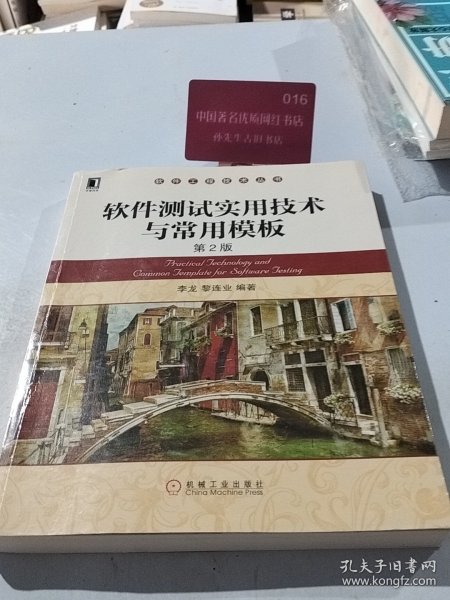 016
中国著名优质网红书店
孙先生古旧书店
软件工程技术丛书
软件测试实用技术
与常用模板
第2版
Practical Technology and
Common Template for Software Testing
李龙 黎连业 编著
机械工业出版社
China Machine Press
孔夫子旧书网
www.kongfz.com